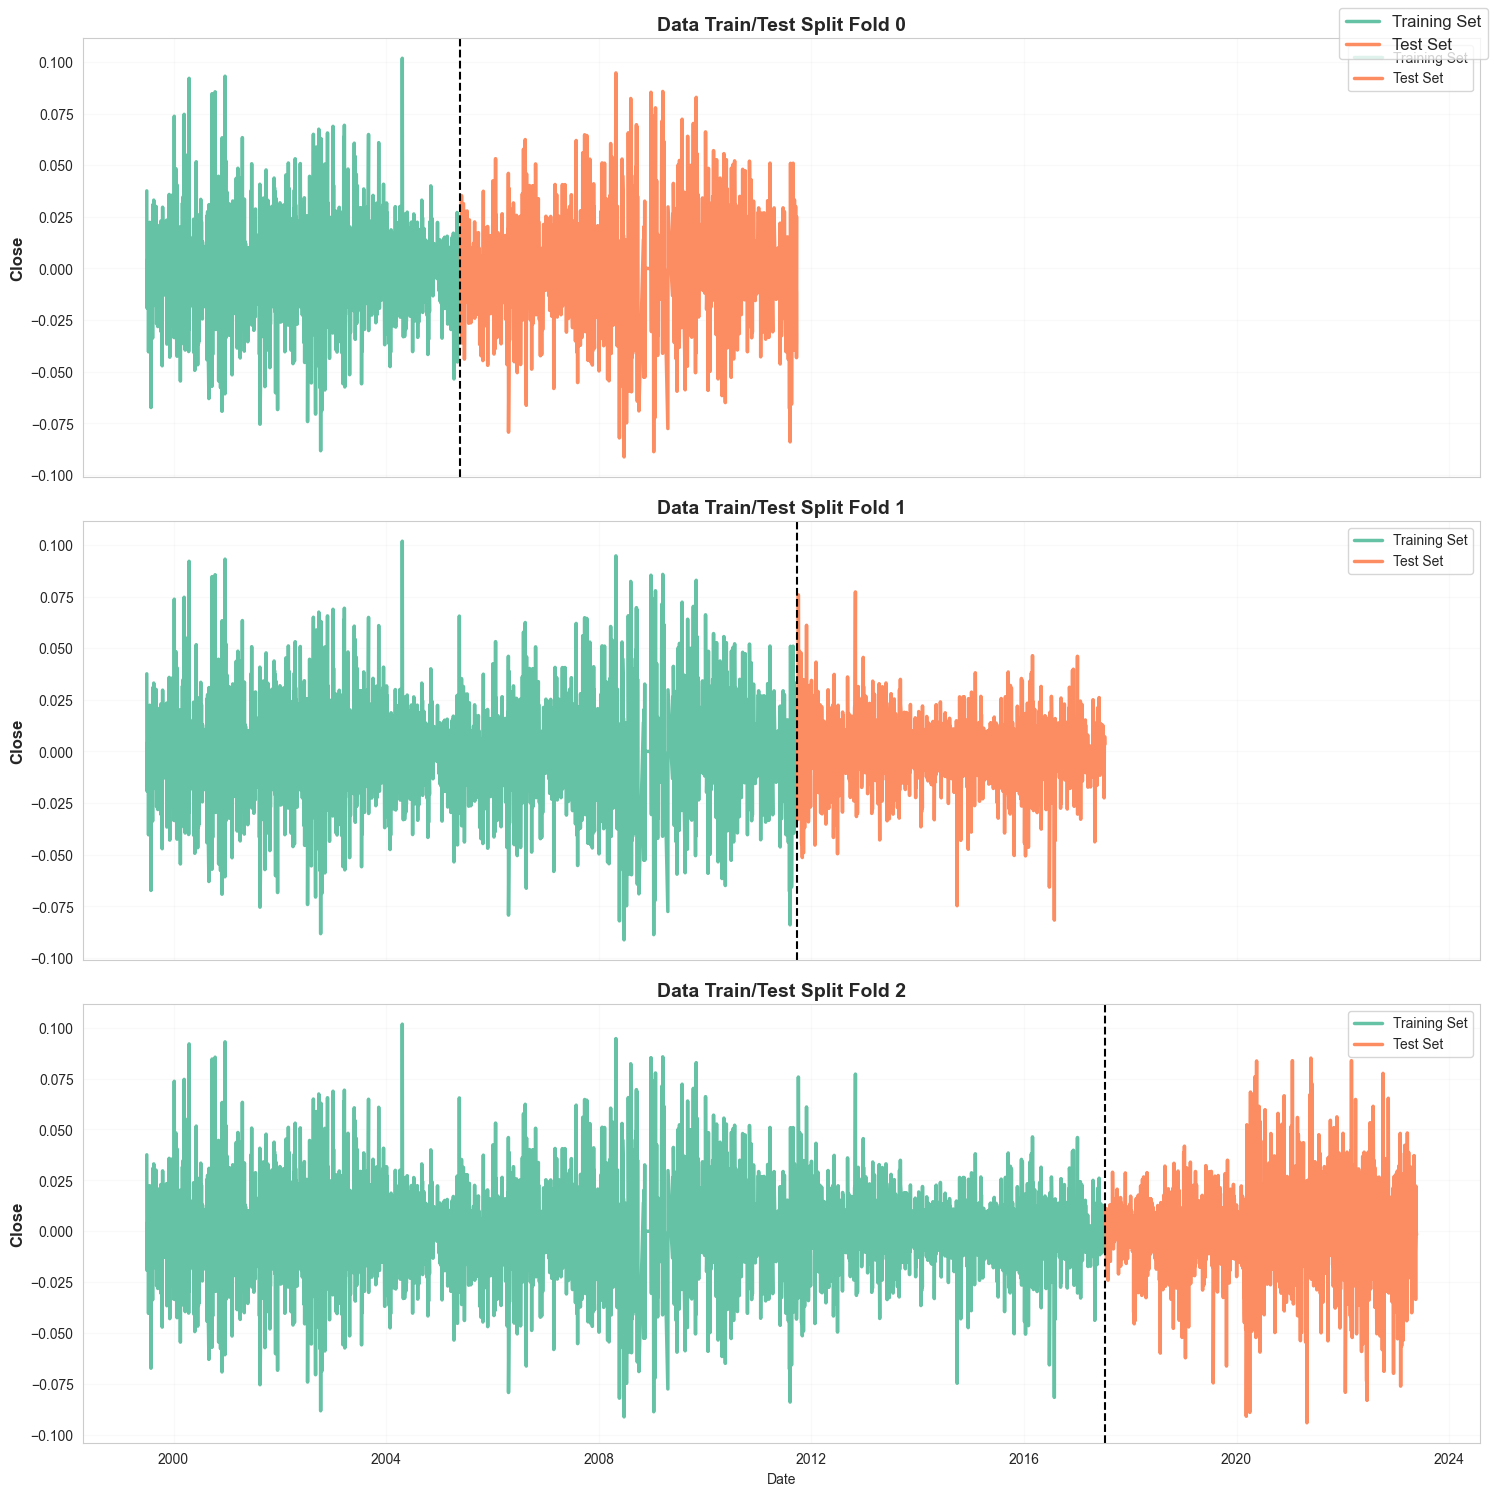 Data Train/Test Split Fold 0
Training Set
Test Set
Training Set
Test Set
0.100
0.075
0.050
0.025
0.000
−0.025
−0.050
−0.075
−0.100
Close
Data Train/Test Split Fold 1
Training Set
Test Set
0.100
0.075
0.050
0.025
0.000
−0.025
−0.050
−0.075
−0.100
Close
Data Train/Test Split Fold 2
Training Set
Test Set
0.100
0.075
0.050
0.025
0.000
−0.025
−0.050
−0.075
−0.100
Close
2000 2004 2008 2012 2016 2020 2024
Date